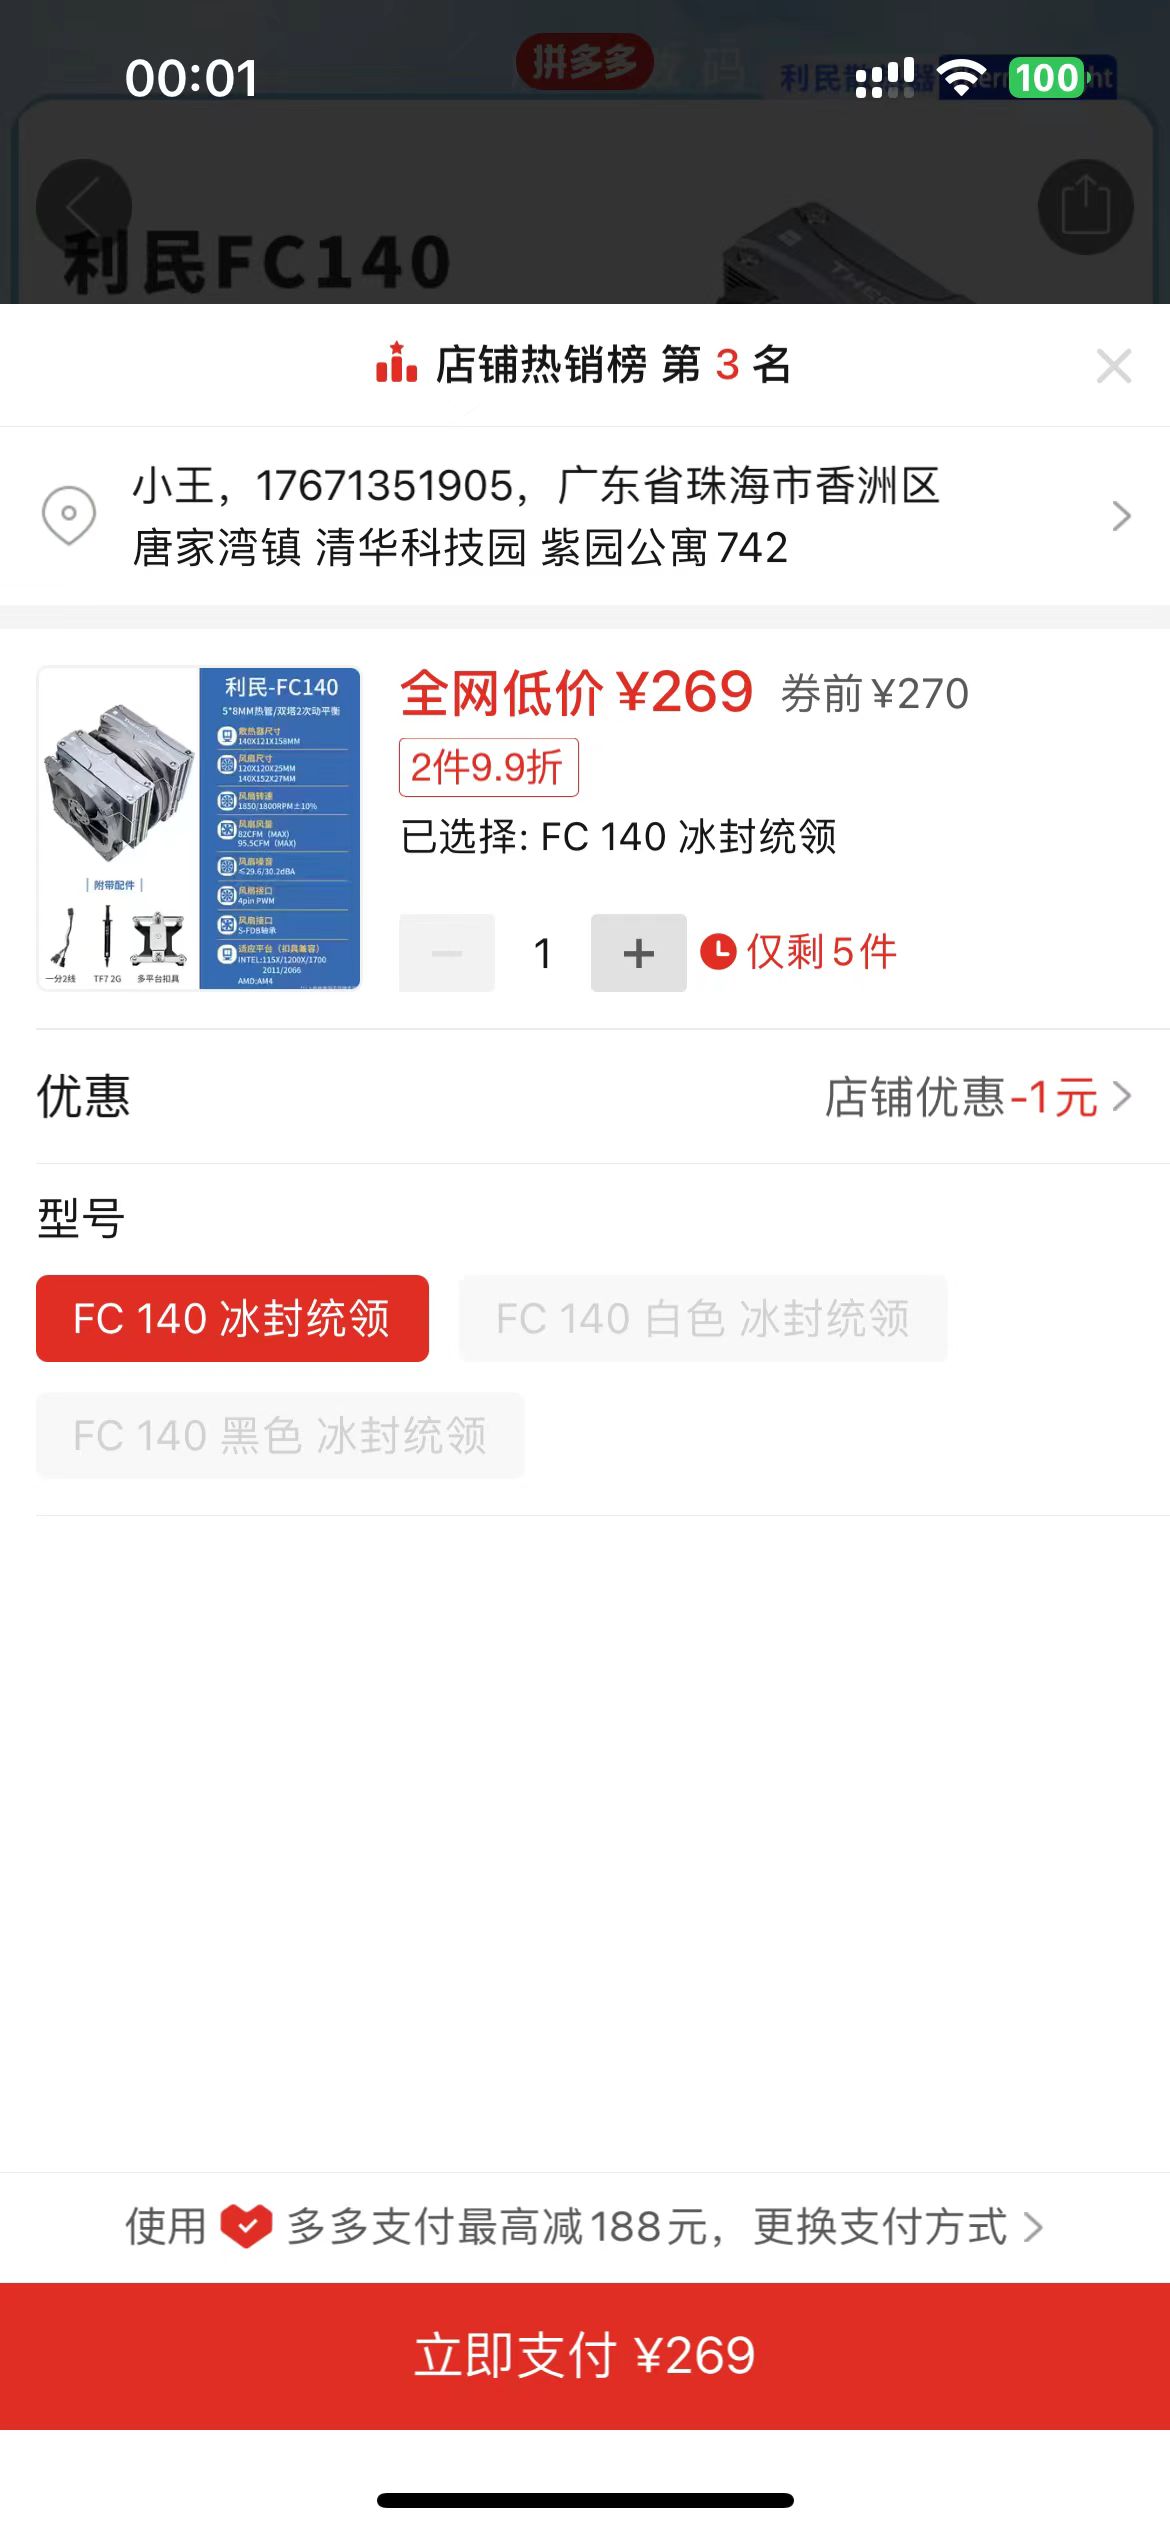 00:01
拼多多
100
利民FC140
店铺热销榜 第 3 名
小王，17671351905，广东省珠海市香洲区
唐家湾镇 清华科技园 紫园公寓742
利民-FC140
5*8MM热管/双塔2次动平衡
散热器尺寸
140X121X158MM
风扇尺寸
120X120X25MM
140X152X27MM
风扇转速
1850/1800RPM±10%
风扇风量
82CFM（MAX）
95.5CFM（MAX）
风扇噪音
≤29.6/30.2dBA
风扇接口
4pin PWM
风扇接口
S-FDB轴承
适应平台（扣具兼容）
INTEL:115X/1200X/1700
2011/2066
AMD:AM4
附带配件
一分2线 TF7 2G 多平台扣具
全网低价 ¥269 券前 ¥270
2件9.9折
已选择: FC 140 冰封统领
1
仅剩5件
优惠
店铺优惠-1元
型号
FC 140 冰封统领
FC 140 白色 冰封统领
FC 140 黑色 冰封统领
使用 多多支付最高减188元，更换支付方式
立即支付 ¥269